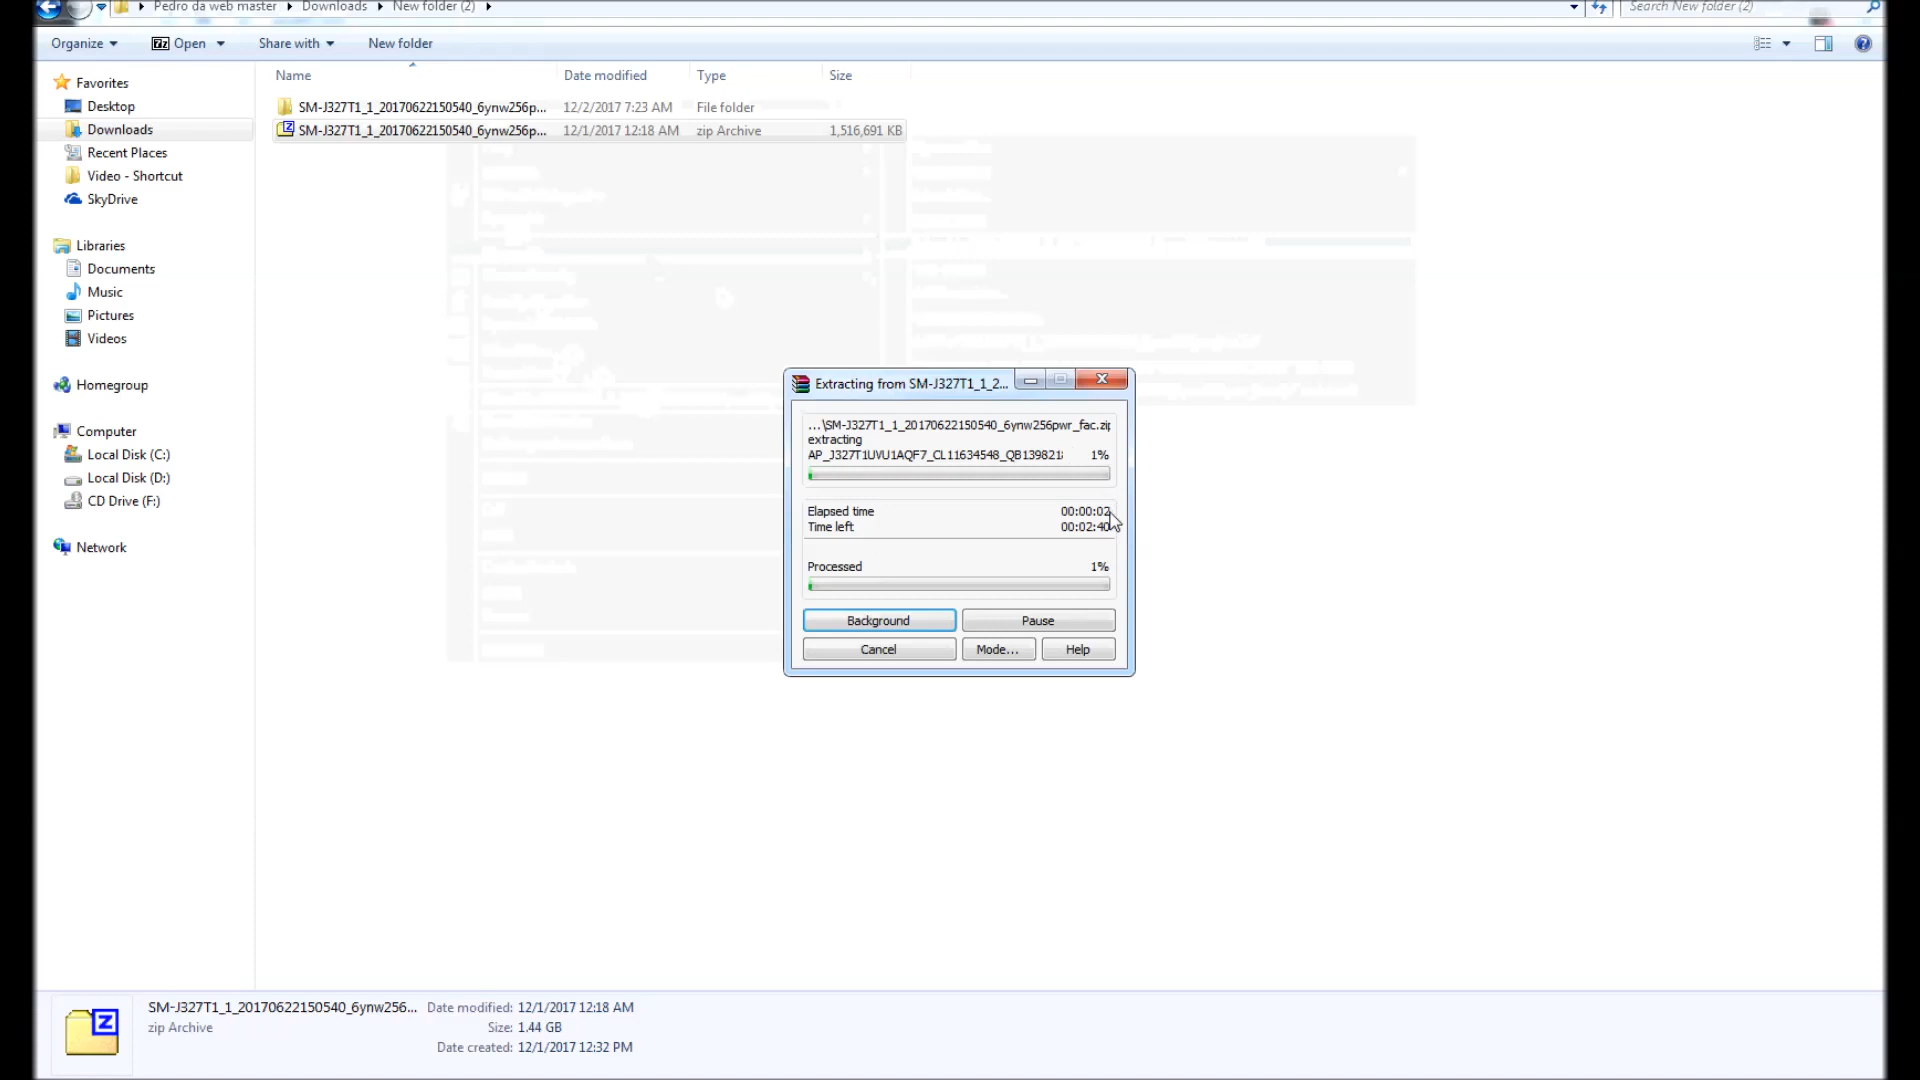 Pedro da web master Downloads New folder (2) Search New folder (2)
Organize Open Share with New folder
Name Date modified Type Size
SM-J327T1_1_20170622150540_6ynw256p... 12/2/2017 7:23 AM File folder
SM-J327T1_1_20170622150540_6ynw256p... 12/1/2017 12:18 AM zip Archive 1,516,691 KB
Favorites
Desktop
Downloads
Recent Places
Video - Shortcut
SkyDrive
Libraries
Documents
Music
Pictures
Videos
Homegroup
Computer
Local Disk (C:)
Local Disk (D:)
CD Drive (F:)
Network
Extracting from SM-J327T1_1_2...
...\SM-J327T1_1_20170622150540_6ynw256pwr_fac.zip
extracting
AP_J327T1UVU1AQF7_CL11634548_QB1398218 1%
Elapsed time 00:00:02
Time left 00:02:40
Processed 1%
Background Pause
Cancel Mode... Help
SM-J327T1_1_20170622150540_6ynw256... Date modified: 12/1/2017 12:18 AM
zip Archive Size: 1.44 GB
Date created: 12/1/2017 12:32 PM